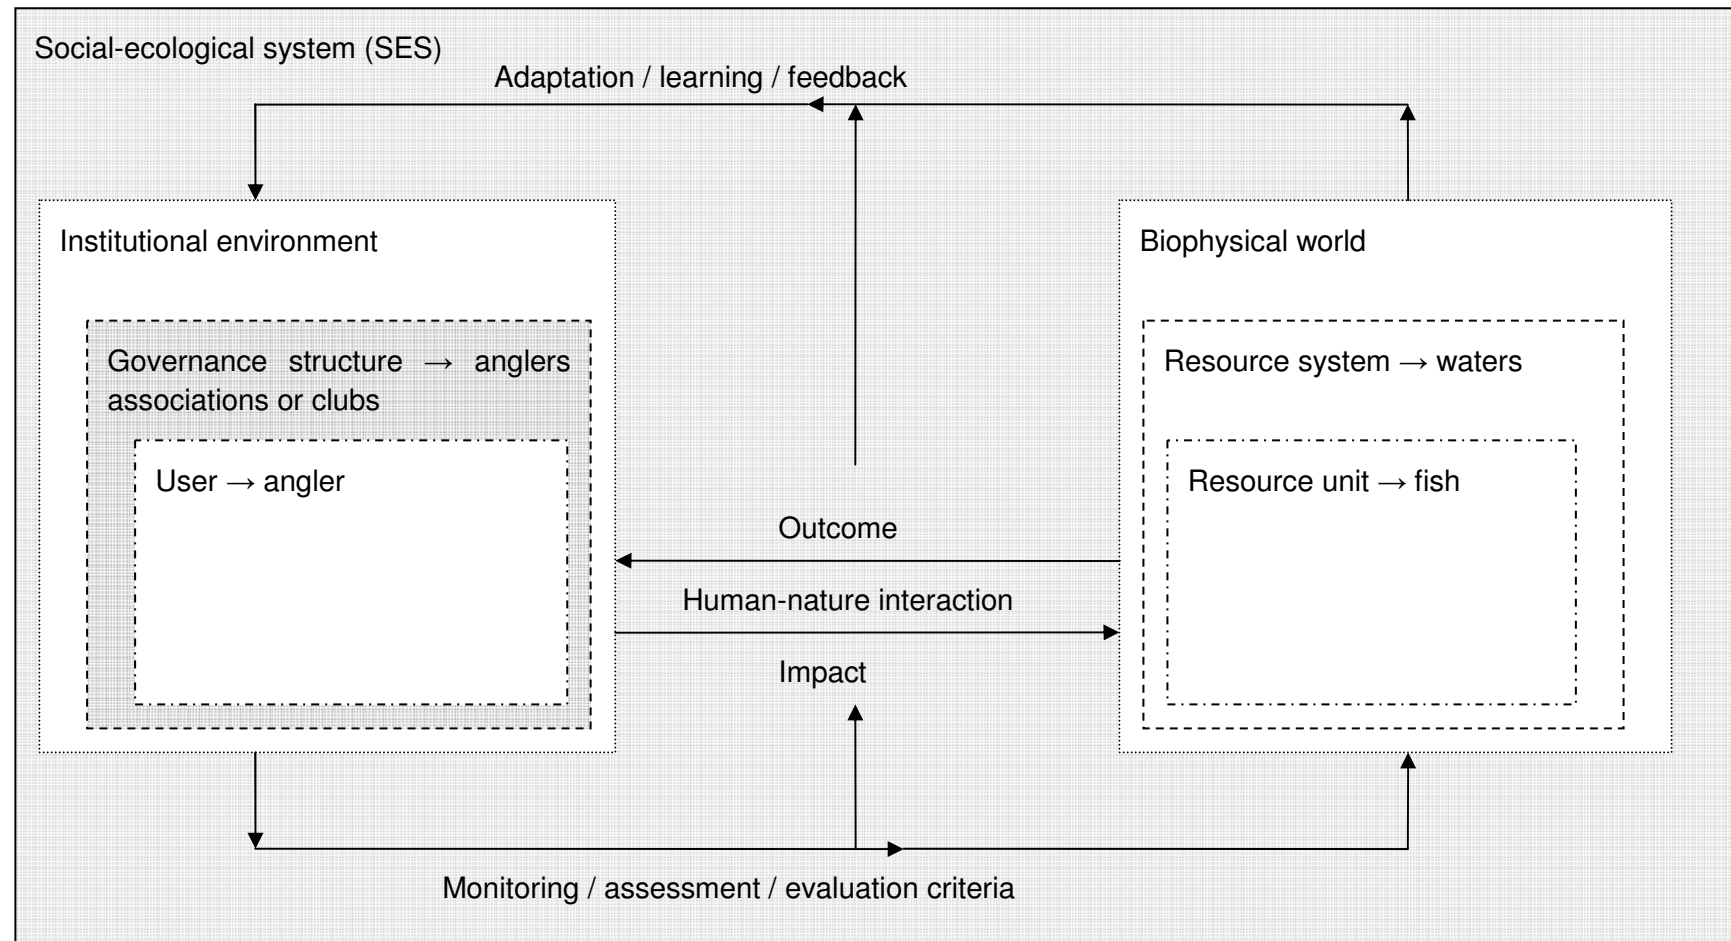 Social-ecological system (SES)
Adaptation / learning / feedback
Institutional environment
Governance structure → anglers
associations or clubs
User → angler
Outcome
Human-nature interaction
Impact
Biophysical world
Resource system → waters
Resource unit → fish
Monitoring / assessment / evaluation criteria